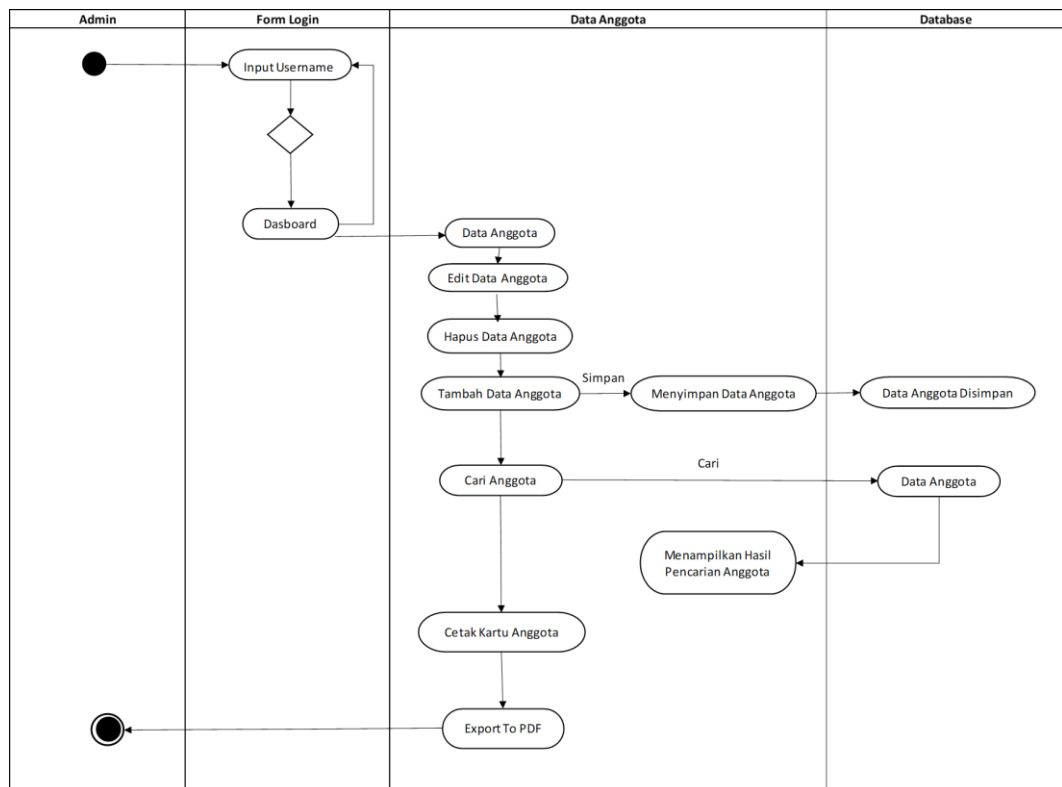 Admin
Form Login
Data Anggota
Database
Input Username
Dasboard
Data Anggota
Edit Data Anggota
Hapus Data Anggota
Tambah Data Anggota
Simpan
Menyimpan Data Anggota
Data Anggota Disimpan
Cari Anggota
Cari
Data Anggota
Menampilkan Hasil
Pencarian Anggota
Cetak Kartu Anggota
Export To PDF